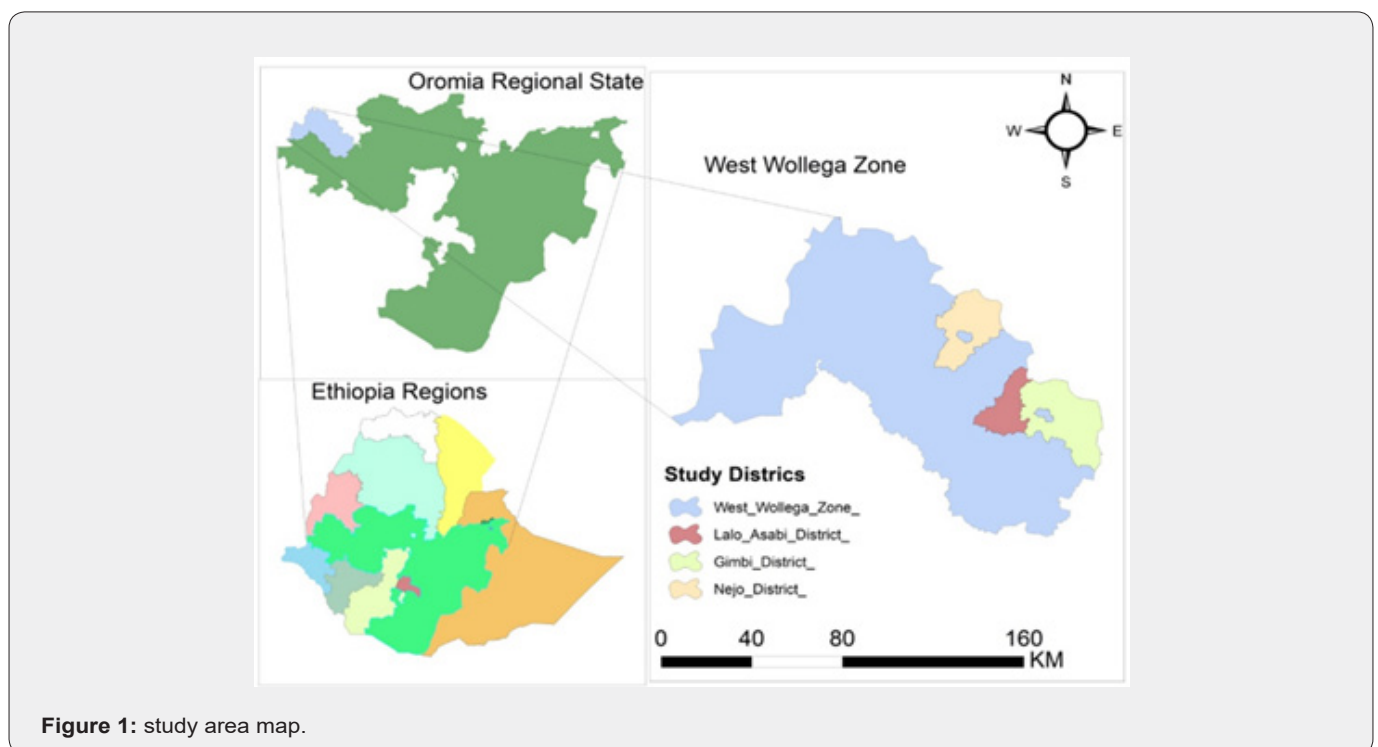 Oromia Regional State
Ethiopia Regions
West Wollega Zone
N
W
E
S
Study Districs
West_Wollega_Zone_
Lalo_Asabi_District_
Gimbi_District_
Nejo_District_
0 40 80 160
KM
Figure 1: study area map.